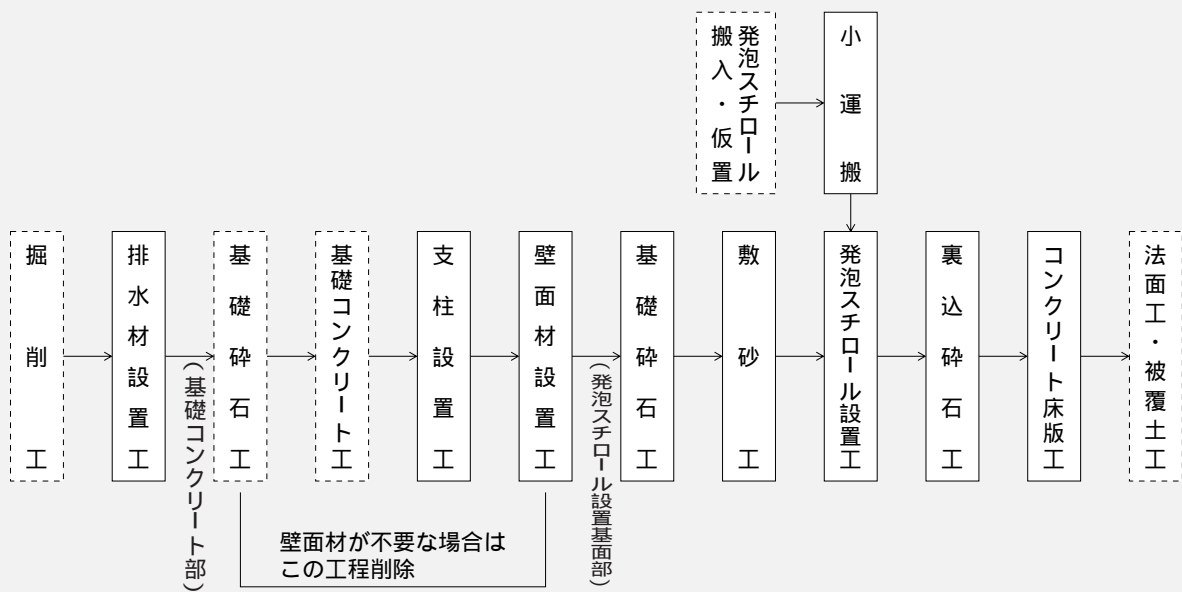 発泡スチロール
搬入・仮置
小運搬
掘削工
排水材設置工
(基礎コンクリート部)
基礎砕石工
基礎コンクリート工
支柱設置工
壁面材設置工
(発泡スチロール設置基面部)
基礎砕石工
敷砂工
発泡スチロール設置工
裏込砕石工
コンクリート床版工
法面工・被覆土工
壁面材が不要な場合は
この工程削除